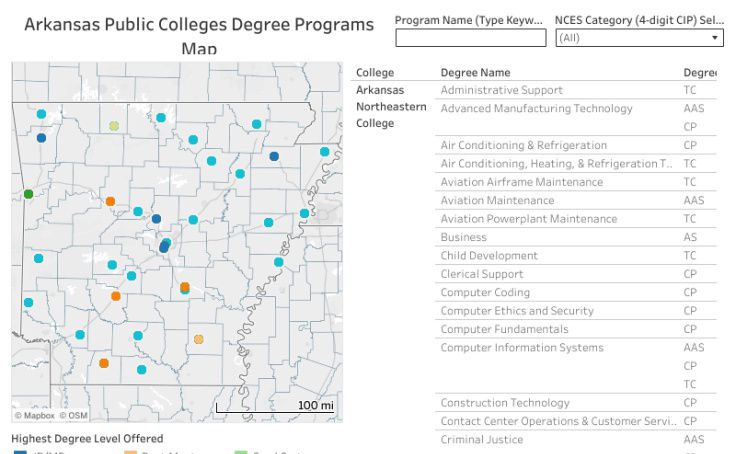 Arkansas Public Colleges Degree Programs
Map
Program Name (Type Keyw...
NCES Category (4-digit CIP) Sel...
(All)
College Degree Name Degree
Arkansas Northeastern College
Administrative Support TC
Advanced Manufacturing Technology AAS
CP
Air Conditioning & Refrigeration CP
Air Conditioning, Heating, & Refrigeration T.. TC
Aviation Airframe Maintenance TC
Aviation Maintenance AAS
Aviation Powerplant Maintenance TC
Business AS
Child Development TC
Clerical Support CP
Computer Coding CP
Computer Ethics and Security CP
Computer Fundamentals CP
Computer Information Systems AAS
CP
TC
Construction Technology CP
Contact Center Operations & Customer Servi.. CP
Criminal Justice AAS
100 mi
© Mapbox © OSM
Highest Degree Level Offered